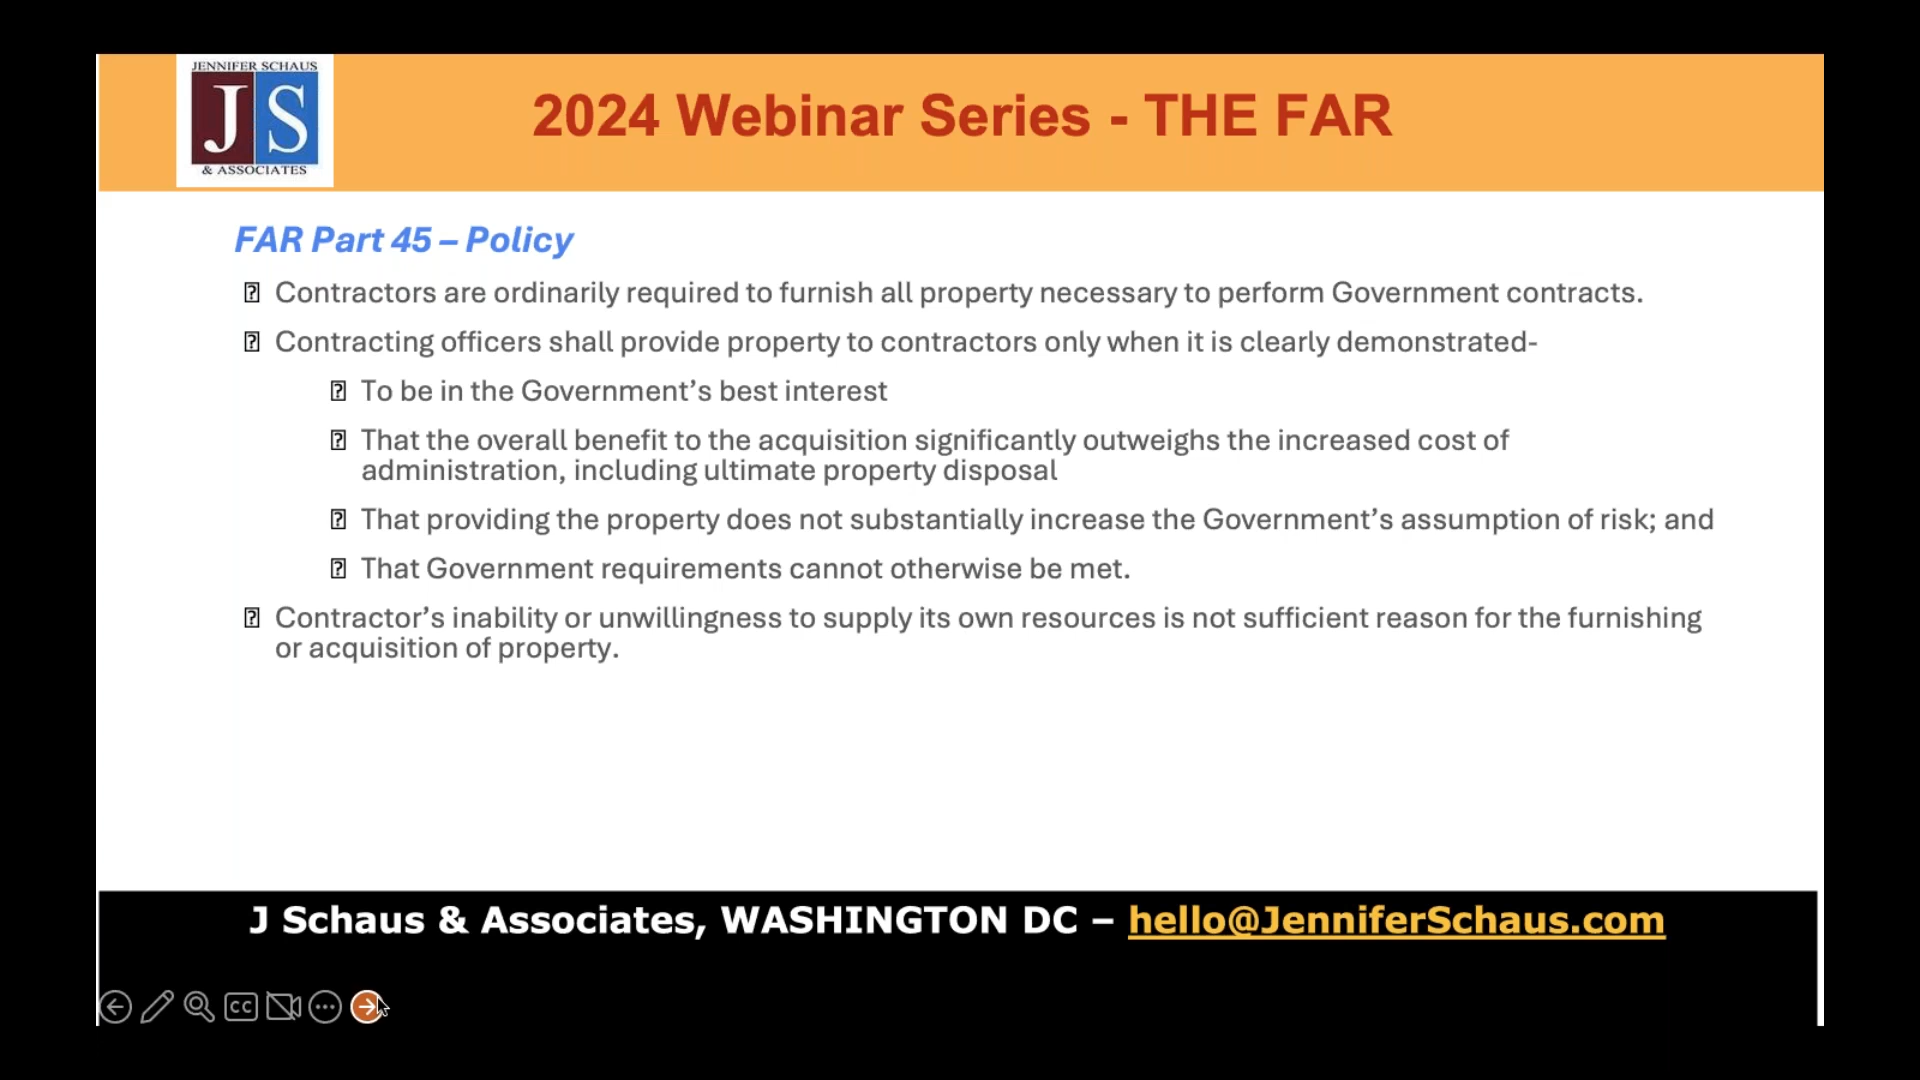 JENNIFER SCHAUS
JS
& ASSOCIATES
2024 Webinar Series - THE FAR
FAR Part 45 – Policy
Contractors are ordinarily required to furnish all property necessary to perform Government contracts.
Contracting officers shall provide property to contractors only when it is clearly demonstrated-
To be in the Government’s best interest
That the overall benefit to the acquisition significantly outweighs the increased cost of
administration, including ultimate property disposal
That providing the property does not substantially increase the Government’s assumption of risk; and
That Government requirements cannot otherwise be met.
Contractor’s inability or unwillingness to supply its own resources is not sufficient reason for the furnishing
or acquisition of property.
J Schaus & Associates, WASHINGTON DC – hello@JenniferSchaus.com
CC